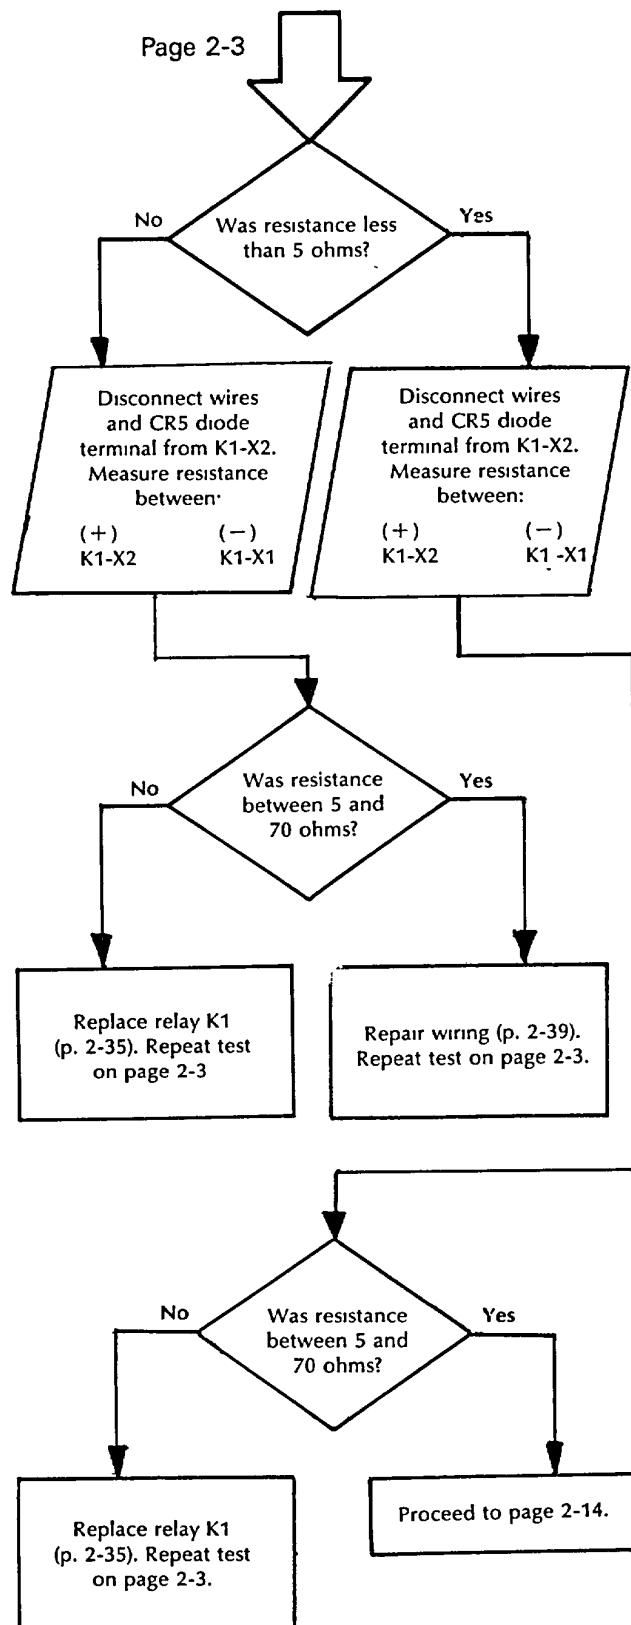 Page 2-3
No
Was resistance less
than 5 ohms?
Yes
Disconnect wires
and CR5 diode
terminal from K1-X2.
Measure resistance
between·
(+) (-)
K1-X2 K1-X1
Disconnect wires
and CR5 diode
terminal from K1-X2.
Measure resistance
between:
(+) (-)
K1-X2 K1-X1
No
Was resistance
between 5 and
70 ohms?
Yes
Replace relay K1
(p. 2-35). Repeat test
on page 2-3
Repair wiring (p. 2-39).
Repeat test on page 2-3.
No
Was resistance
between 5 and
70 ohms?
Yes
Replace relay K1
(p. 2-35). Repeat test
on page 2-3.
Proceed to page 2-14.